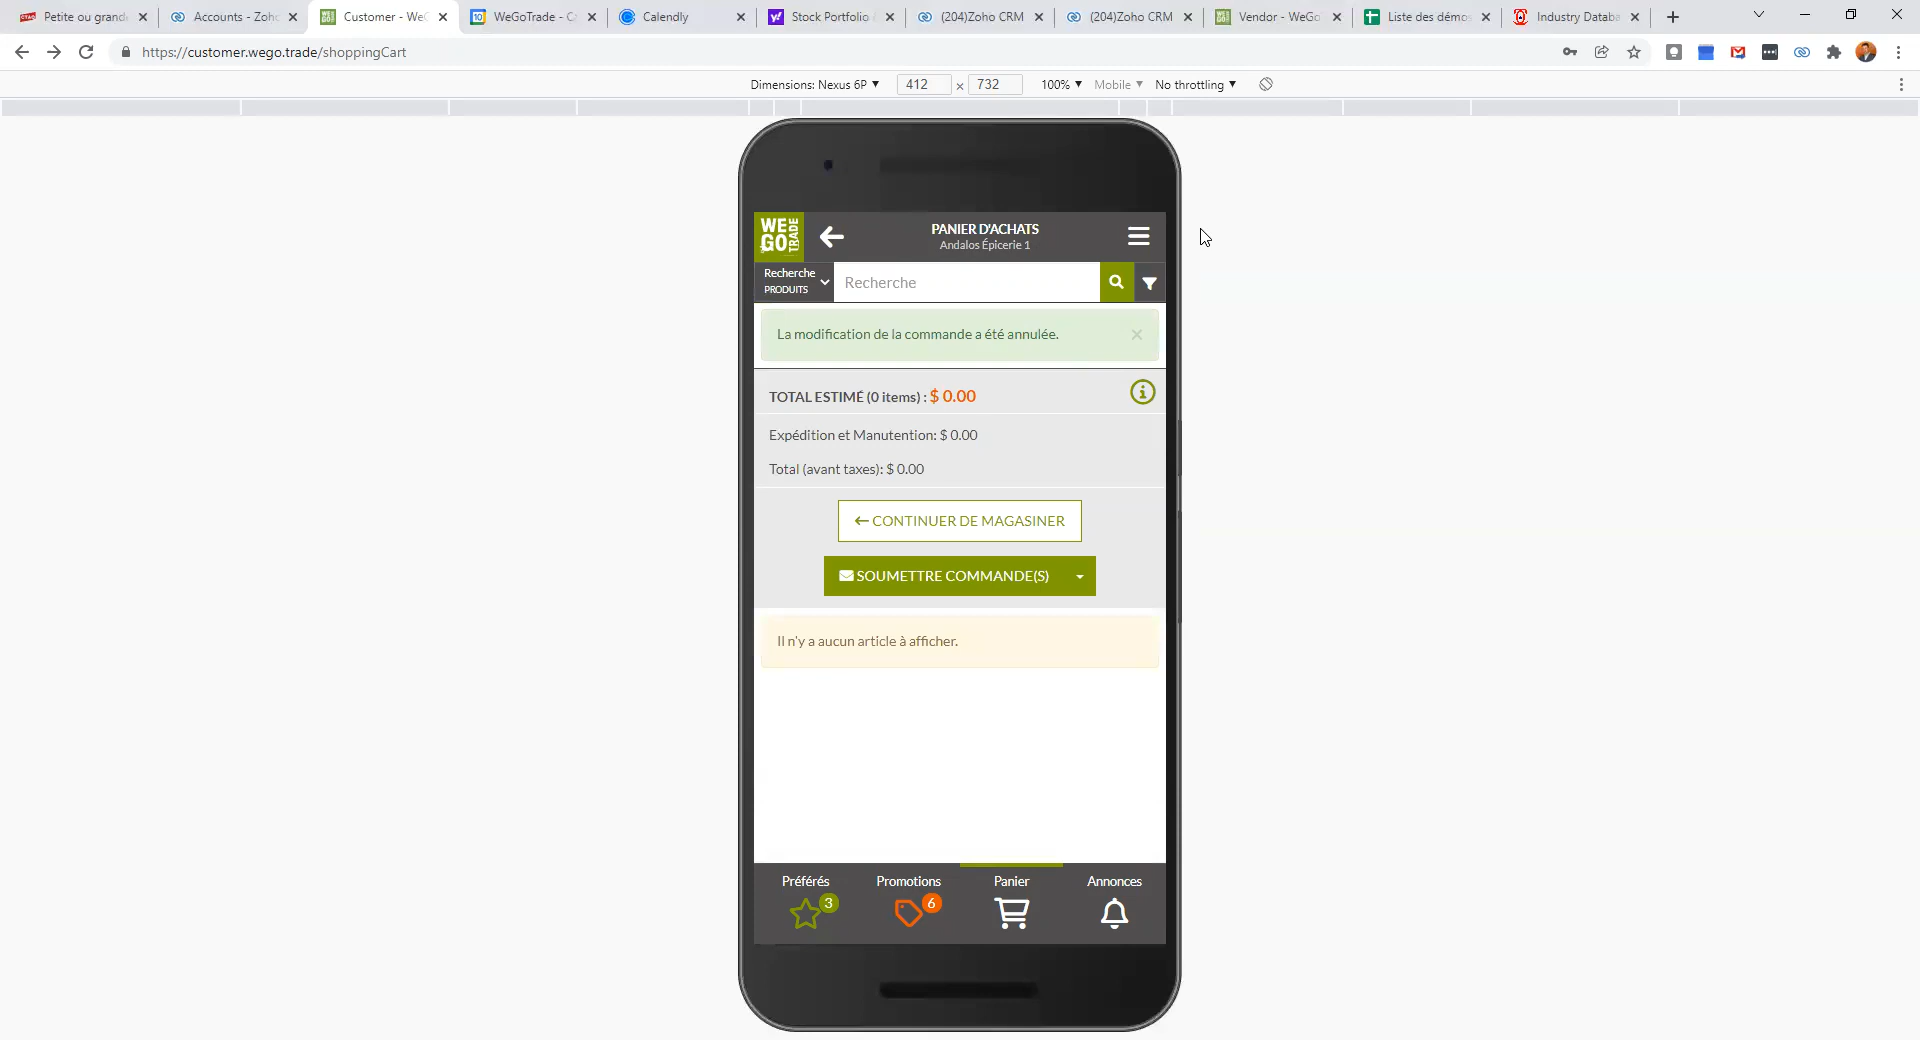 Petite ou grand
Accounts - Zoho
Customer - WeG
WeGoTrade - Ca
Calendly
Stock Portfolio
(204)Zoho CRM
(204)Zoho CRM
Vendor - WeGo
Liste des démos
Industry Databa
https://customer.wego.trade/shoppingCart
Dimensions: Nexus 6P 412 x 732 100% Mobile No throttling
WE GO TRADE
PANIER D'ACHATS
Andalos Épicerie 1
Recherche
PRODUITS
Recherche
La modification de la commande a été annulée.
TOTAL ESTIMÉ (0 items) : $ 0.00
Expédition et Manutention: $ 0.00
Total (avant taxes): $ 0.00
CONTINUER DE MAGASINER
SOUMETTRE COMMANDE(S)
Il n'y a aucun article à afficher.
Préférés 3
Promotions 6
Panier
Annonces